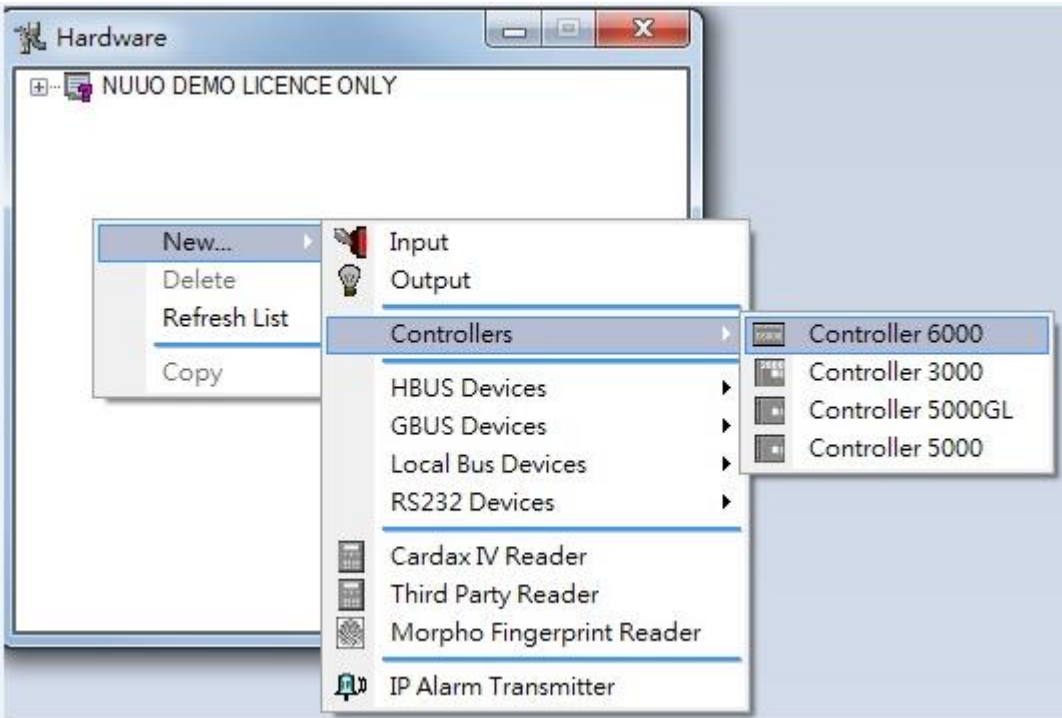 Hardware
NUUO DEMO LICENCE ONLY
New...
Delete
Refresh List
Copy
Input
Output
Controllers
HBUS Devices
GBUS Devices
Local Bus Devices
RS232 Devices
Cardax IV Reader
Third Party Reader
Morpho Fingerprint Reader
IP Alarm Transmitter
Controller 6000
Controller 3000
Controller 5000GL
Controller 5000